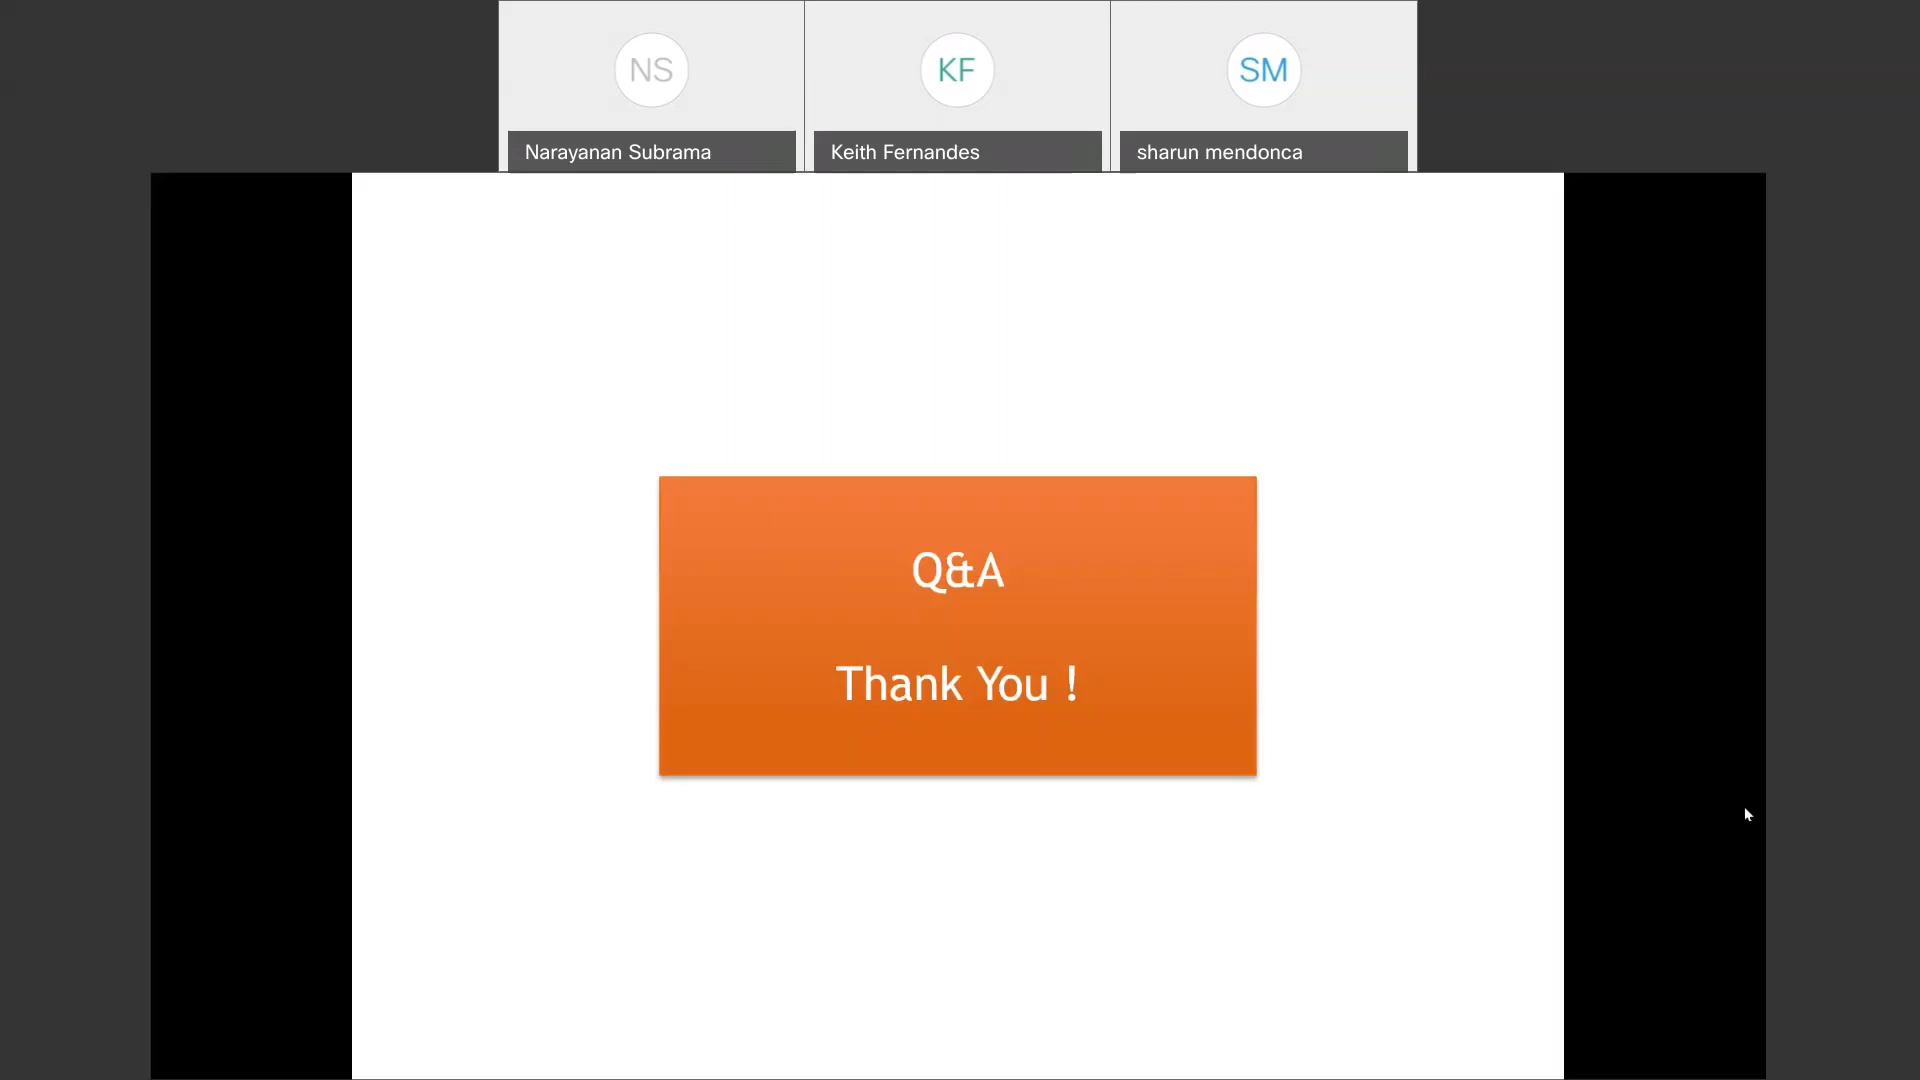 NS
KF
SM
Narayanan Subrama
Keith Fernandes
sharun mendonca
Q&A
Thank You !